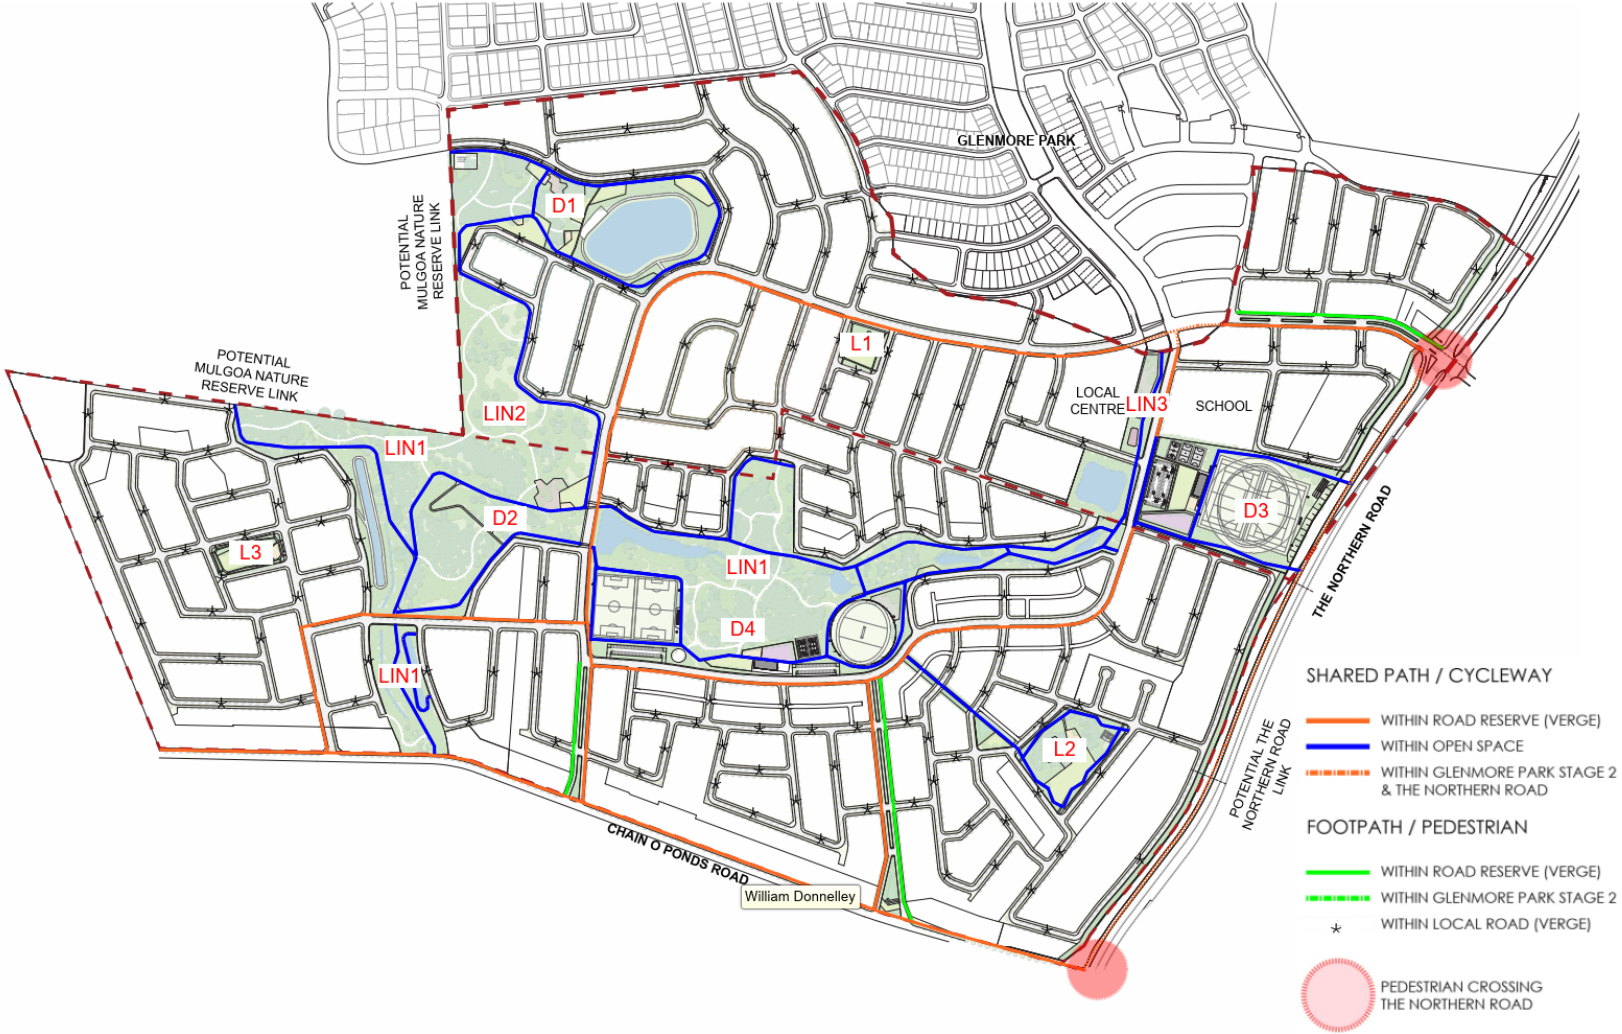 GLENMORE PARK
D1
POTENTIAL
MULGOA NATURE
RESERVE LINK
L1
POTENTIAL
MULGOA NATURE
RESERVE LINK
LOCAL
CENTRE
LIN3
SCHOOL
LIN2
LIN1
D2
D3
L3
LIN1
THE NORTHERN ROAD
D4
LIN1
L2
POTENTIAL THE
NORTHERN ROAD
LINK
CHAIN O PONDS ROAD
William Donnelley
SHARED PATH / CYCLEWAY
WITHIN ROAD RESERVE (VERGE)
WITHIN OPEN SPACE
WITHIN GLENMORE PARK STAGE 2
& THE NORTHERN ROAD
FOOTPATH / PEDESTRIAN
WITHIN ROAD RESERVE (VERGE)
WITHIN GLENMORE PARK STAGE 2
WITHIN LOCAL ROAD (VERGE)
PEDESTRIAN CROSSING
THE NORTHERN ROAD